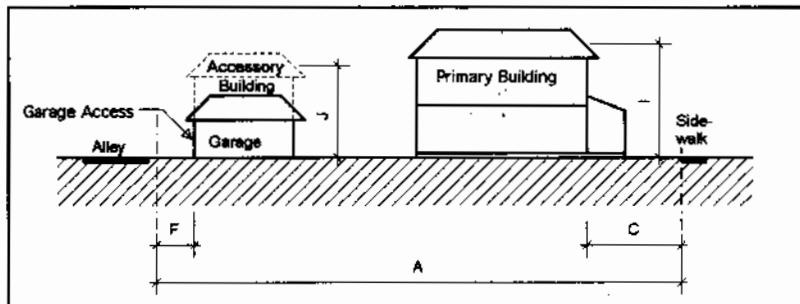 Accessory
Building
Primary Building
J
I
Garage Access
Side-
walk
Alley
Garage
F
C
A